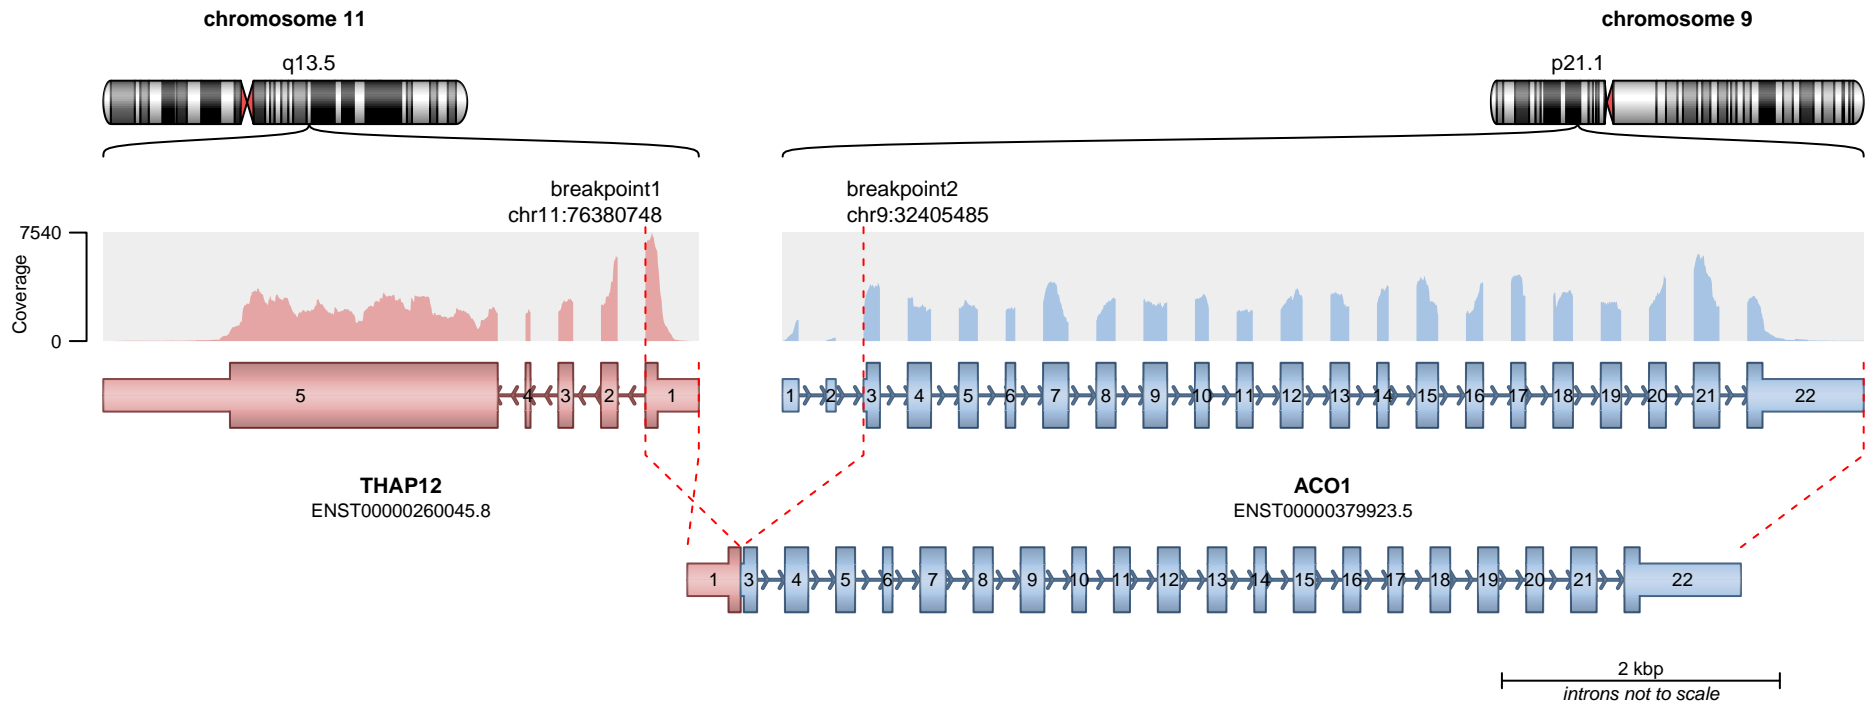 chromosome 11
chromosome 9
q13.5
p21.1
breakpoint1
chr11:76380748
breakpoint2
chr9:32405485
7540
Coverage
0
5 4 3 2 1
1 2 3 4 5 6 7 8 9 10 11 12 13 14 15 16 17 18 19 20 21 22
THAP12
ENST00000260045.8
ACO1
ENST00000379923.5
1 3 4 5 6 7 8 9 10 11 12 13 14 15 16 17 18 19 20 21 22
2 kbp
introns not to scale